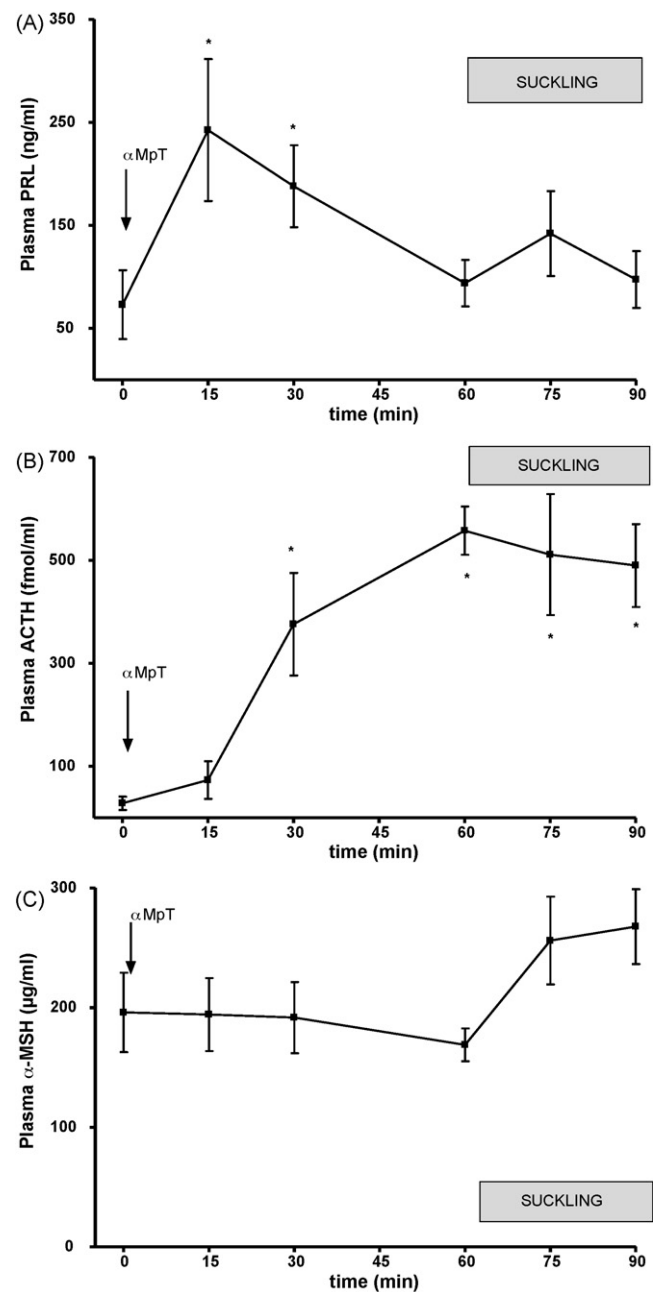 (A)
350
250
150
50
Plasma PRL (ng/ml)
αMpT
*
*
SUCKLING
0 15 30 45 60 75 90
time (min)
(B)
700
500
300
100
Plasma ACTH (fmol/ml)
αMpT
*
*
*
*
SUCKLING
0 15 30 45 60 75 90
time (min)
(C)
300
200
100
0
Plasma α-MSH (µg/ml)
αMpT
SUCKLING
0 15 30 45 60 75 90
time (min)